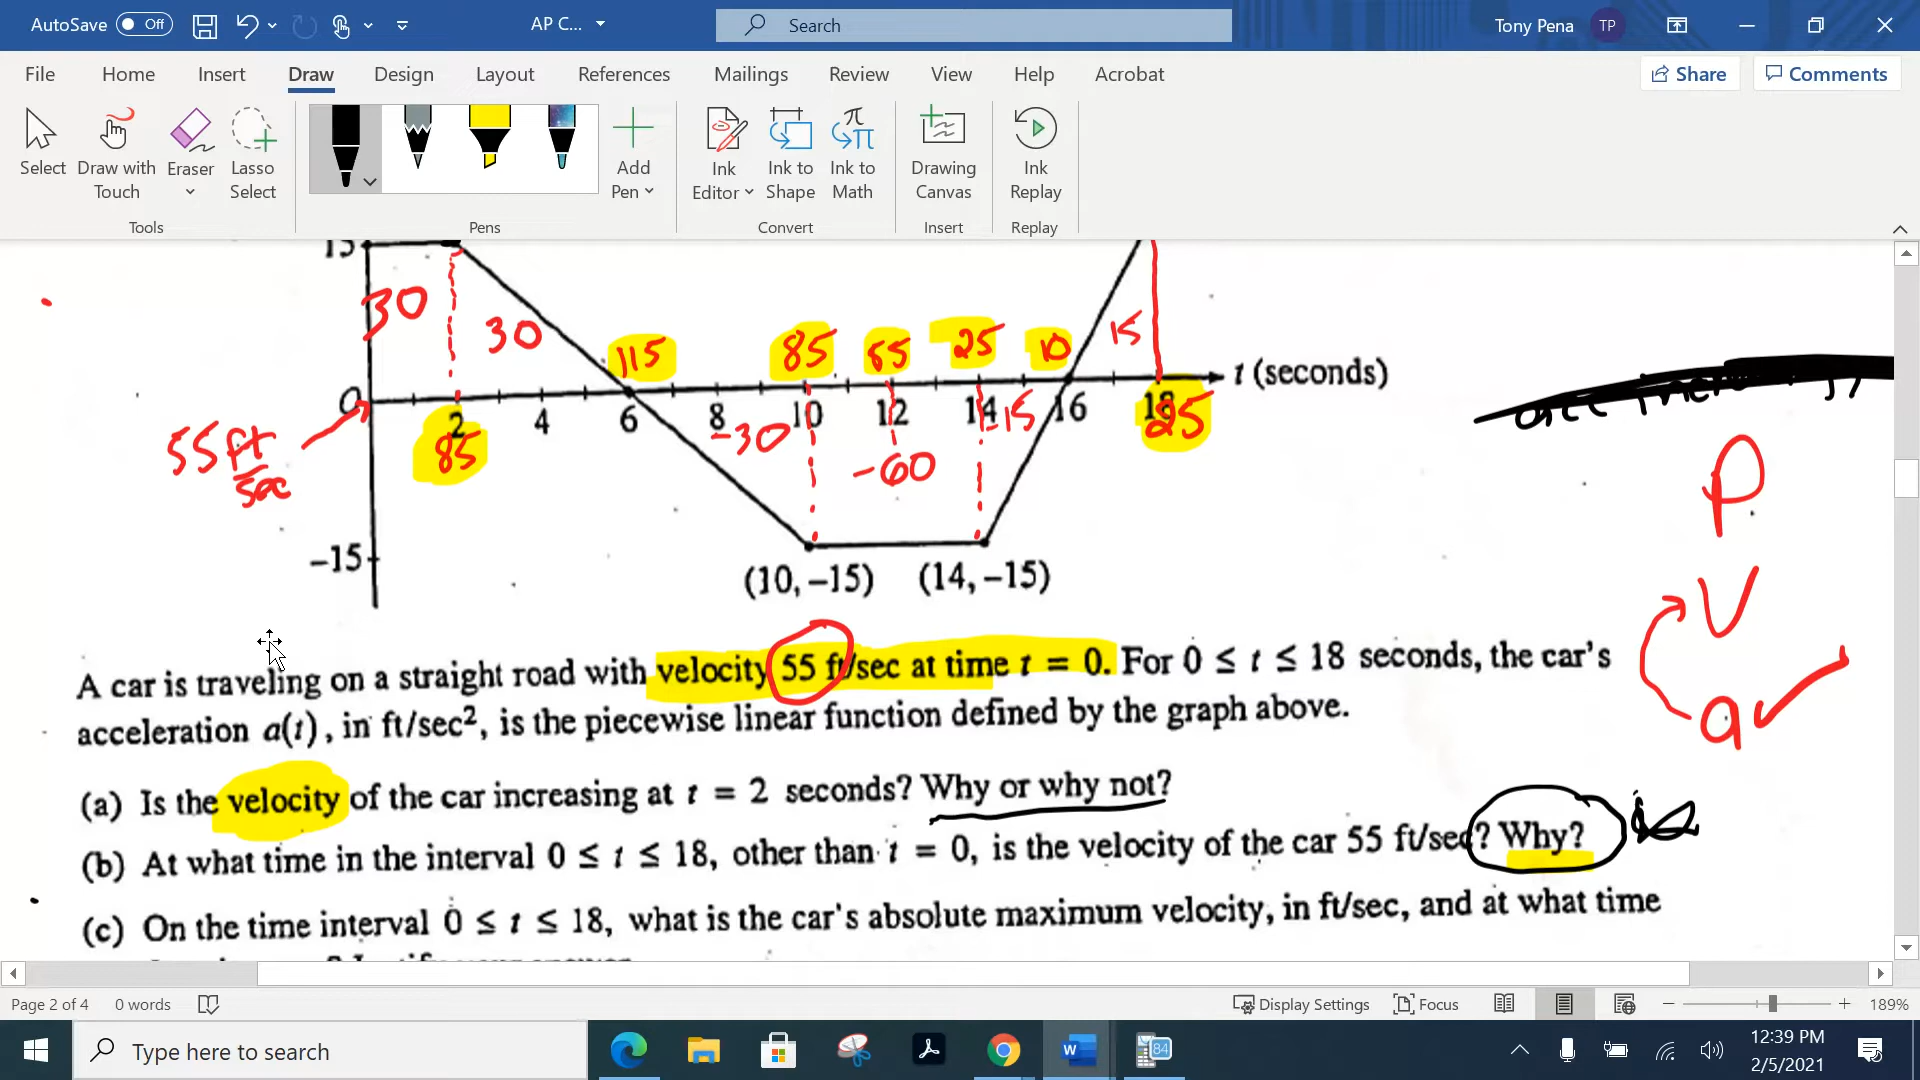 AutoSave Off AP C... Search Tony Pena TP
File Home Insert Draw Design Layout References Mailings Review View Help Acrobat Share Comments
Select Draw with Touch Eraser Lasso Select Add Pen Ink Editor Ink to Shape Ink to Math Drawing Canvas Ink Replay
Tools Pens Convert Insert Replay
15
30
30 115 85 55 25 10 15
t (seconds)
0
2 4 6 8 10 12 14 16 18
55 ft/sec
85 -30 -60 -15 25
-15
(10, -15) (14, -15)
P
V
a
A car is traveling on a straight road with velocity 55 ft/sec at time t = 0. For 0 ≤ t ≤ 18 seconds, the car's
acceleration a(t), in ft/sec², is the piecewise linear function defined by the graph above.
(a) Is the velocity of the car increasing at t = 2 seconds? Why or why not?
(b) At what time in the interval 0 ≤ t ≤ 18, other than t = 0, is the velocity of the car 55 ft/sec? Why?
(c) On the time interval 0 ≤ t ≤ 18, what is the car's absolute maximum velocity, in ft/sec, and at what time
Page 2 of 4 0 words Display Settings Focus 189%
Type here to search 84 12:39 PM
2/5/2021